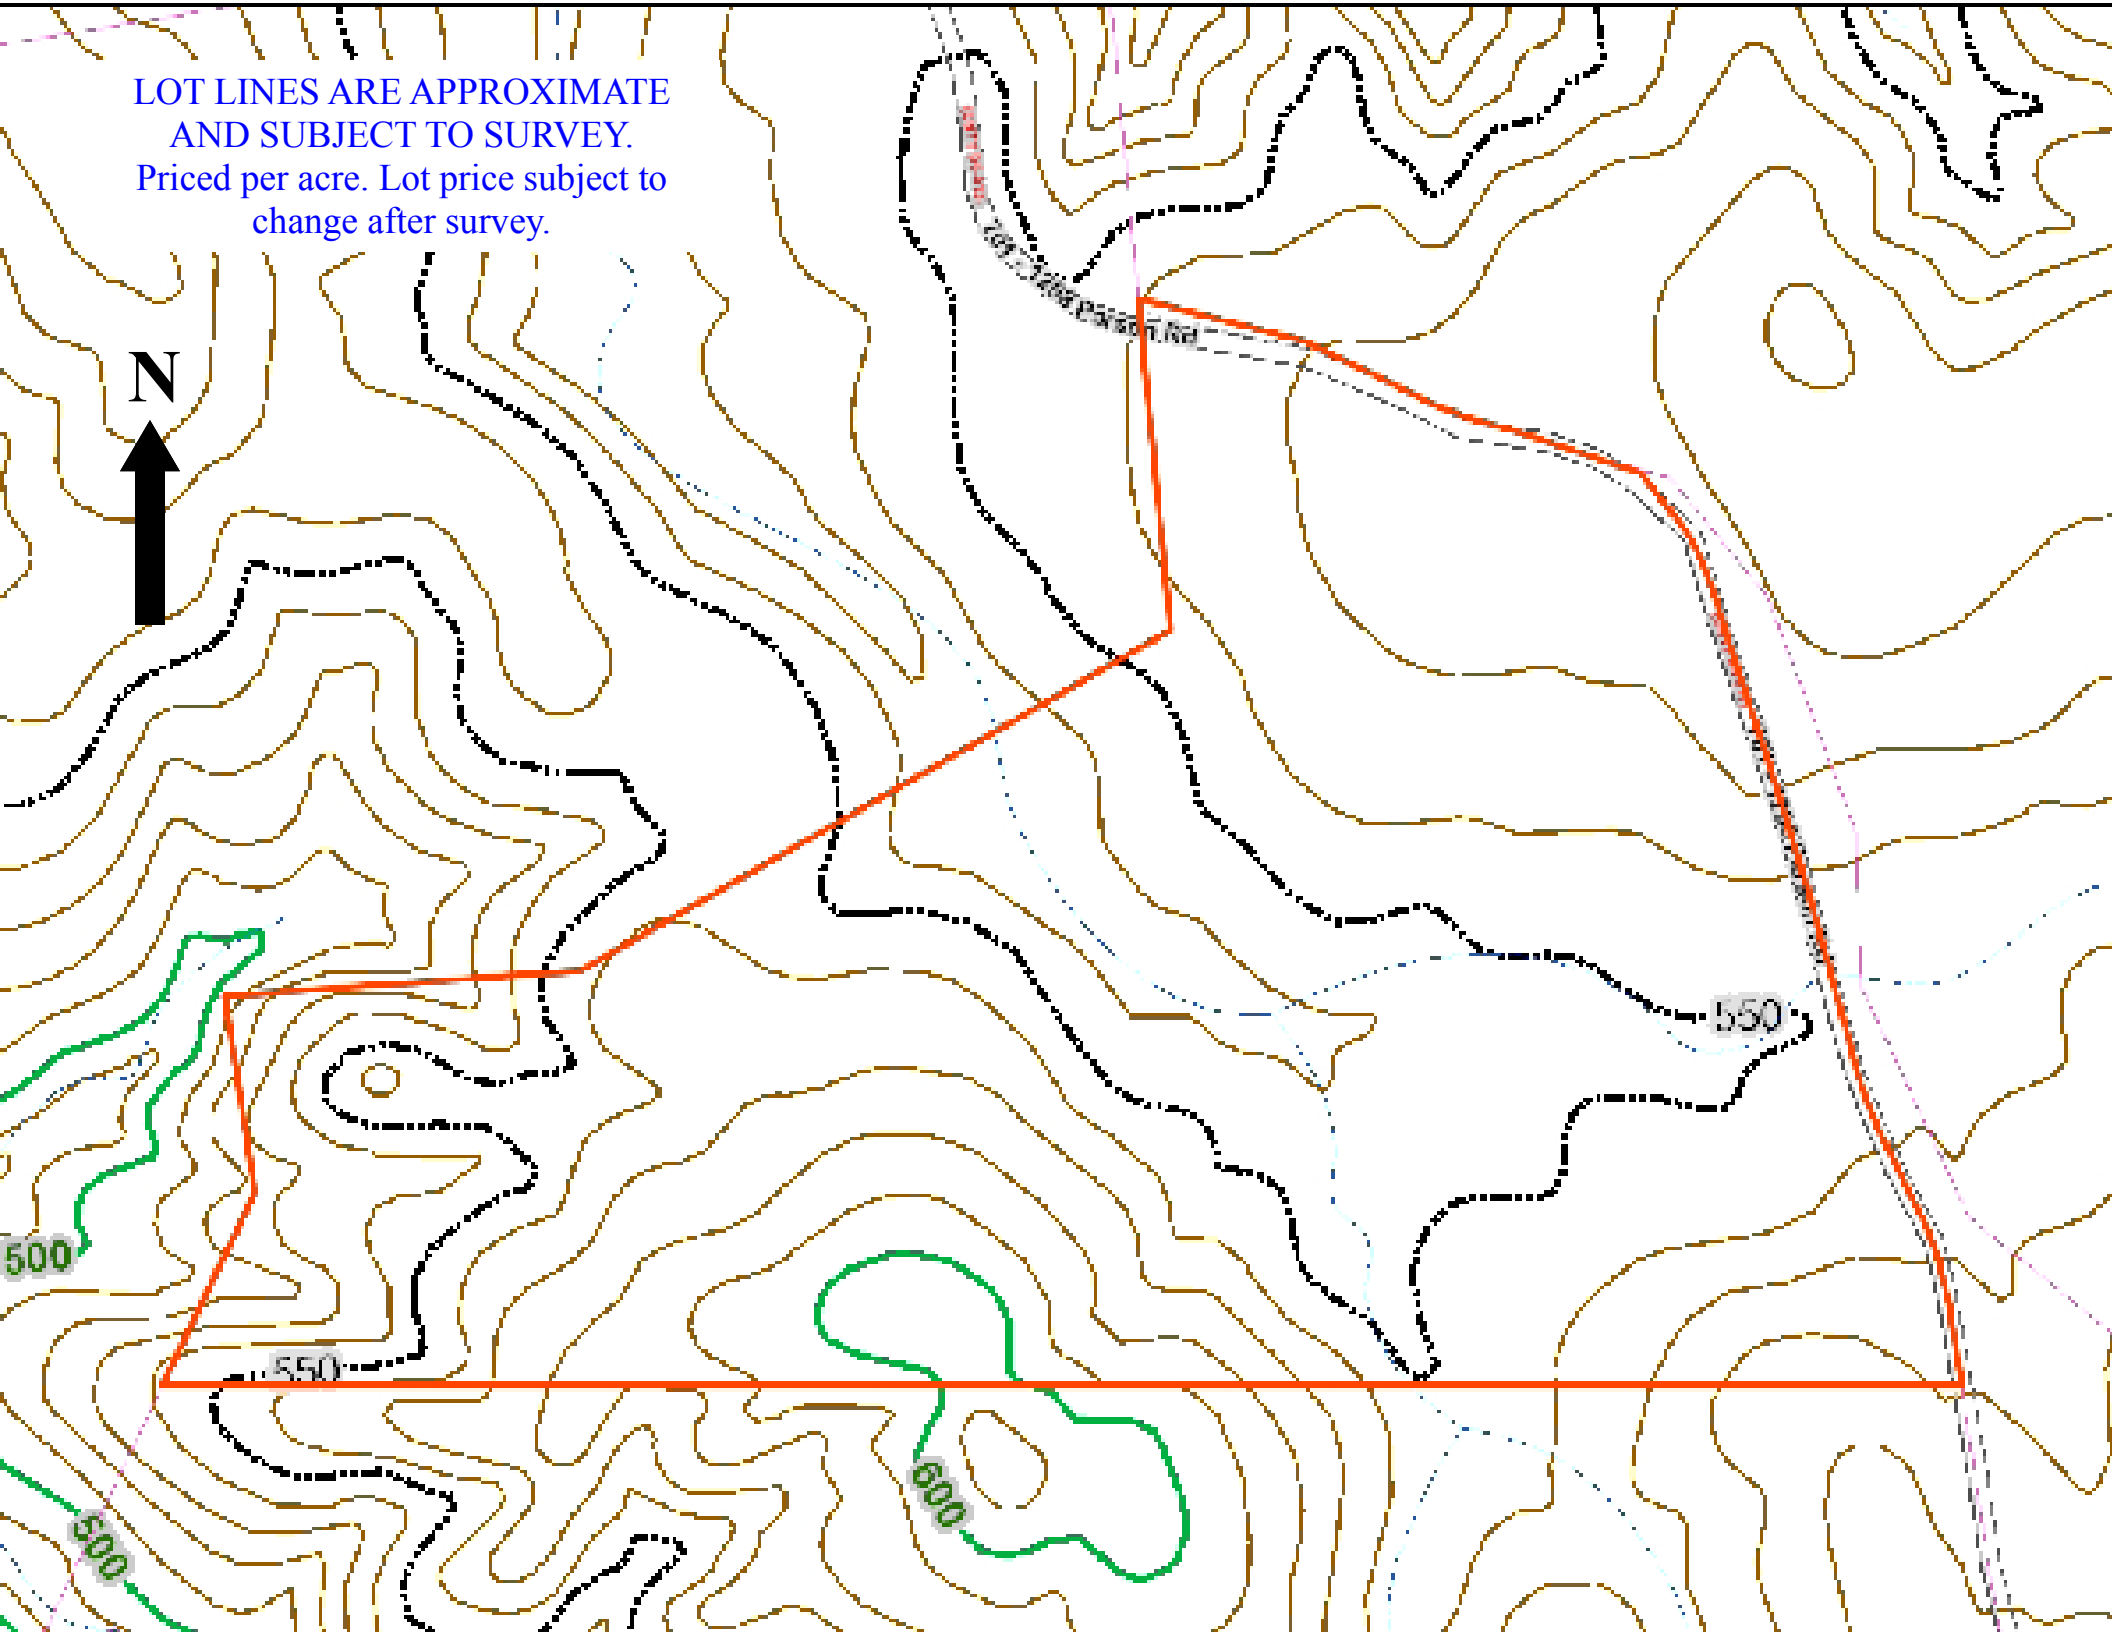 LOT LINES ARE APPROXIMATE
AND SUBJECT TO SURVEY.
Priced per acre. Lot price subject to
change after survey.
N
Rd
550
500
550
600
500